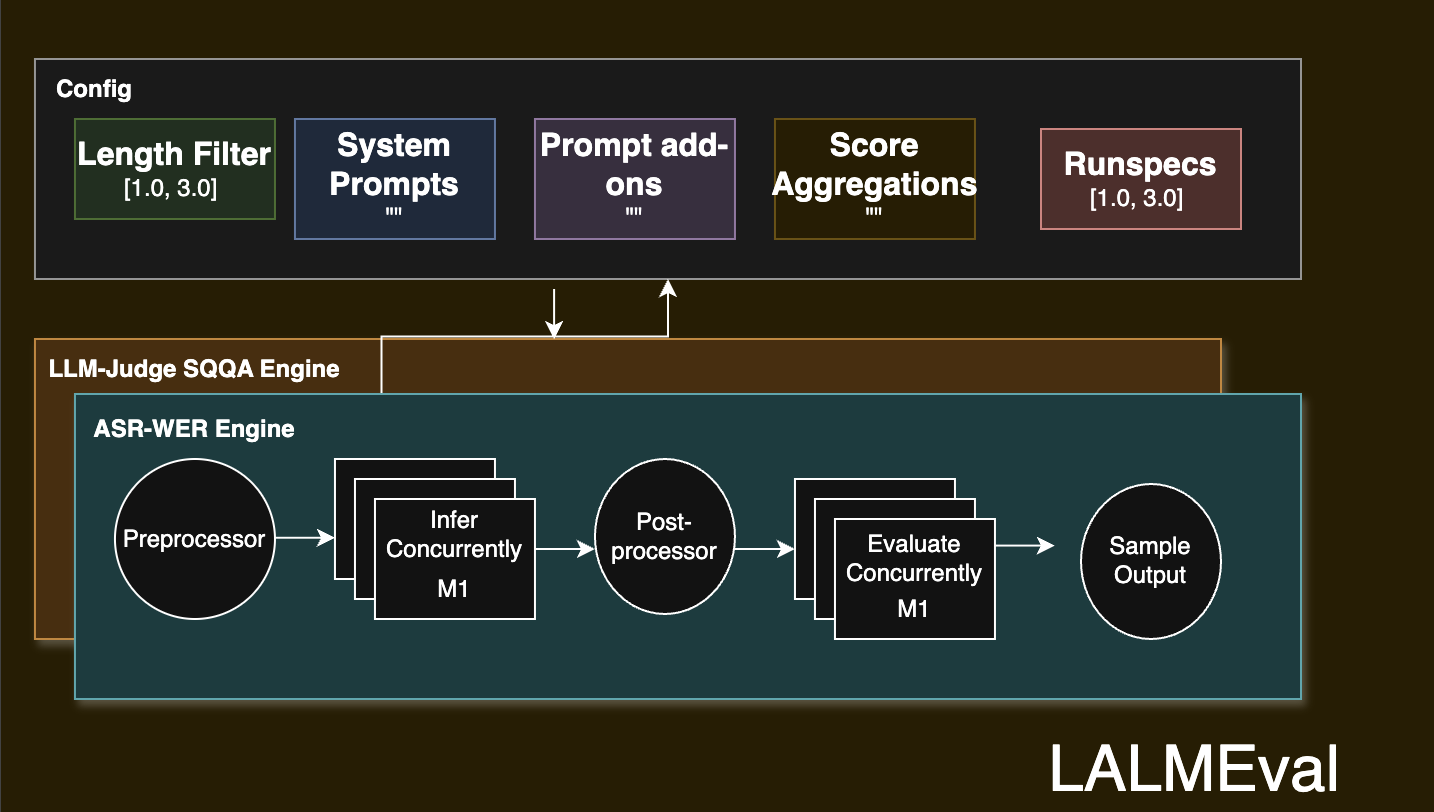 Config
Length Filter
[1.0, 3.0]
System
Prompts
""
Prompt add-
ons
""
Score
Aggregations
""
Runspecs
[1.0, 3.0]
LLM-Judge SQQA Engine
ASR-WER Engine
Preprocessor
Infer
Concurrently
M1
Post-
processor
Evaluate
Concurrently
M1
Sample
Output
LALMEval